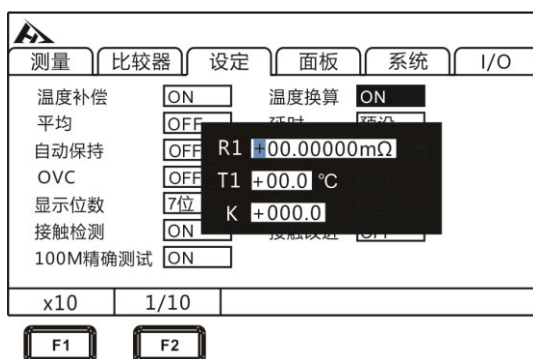 测量 比较器 设定 面板 系统 I/O
温度补偿 ON 温度换算 ON
平均 OFF
自动保持 OFF R1 +00.00000mΩ
OVC OFF T1 +00.0 ℃
显示位数 7位 K +000.0
接触检测 ON
100M精确测试 ON
x10 1/10
F1 F2